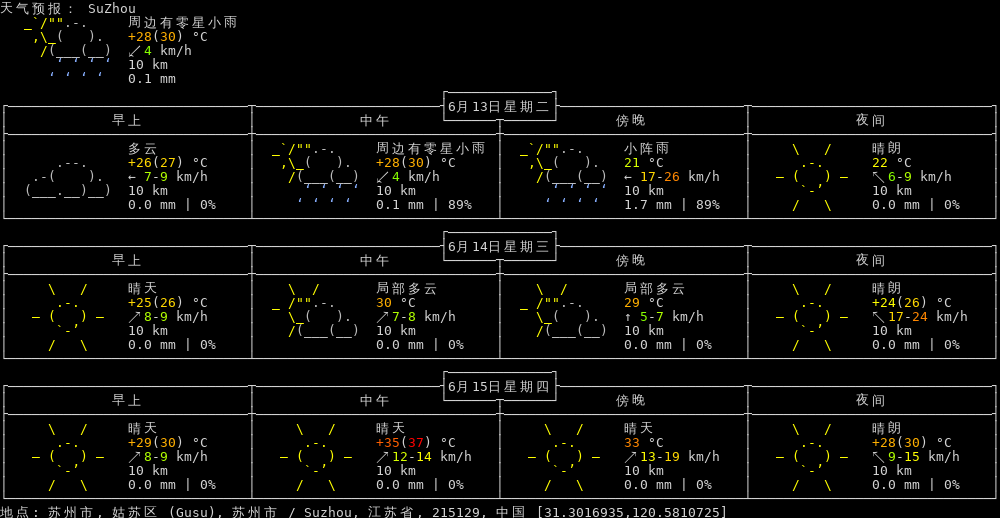 天气预报: SuZhou
周边有零星小雨
+28(30) °C
↙4 km/h
10 km
0.1 mm
6月13日星期二
早上 中午 傍晚 夜间
多云 周边有零星小雨 小阵雨 晴朗
+26(27) °C +28(30) °C 21 °C 22 °C
← 7-9 km/h ↙4 km/h ← 17-26 km/h ↖6-9 km/h
10 km 10 km 10 km 10 km
0.0 mm | 0% 0.1 mm | 89% 1.7 mm | 89% 0.0 mm | 0%
6月14日星期三
早上 中午 傍晚 夜间
晴天 局部多云 局部多云 晴朗
+25(26) °C 30 °C 29 °C +24(26) °C
↗8-9 km/h ↗7-8 km/h ↑ 5-7 km/h ↖17-24 km/h
10 km 10 km 10 km 10 km
0.0 mm | 0% 0.0 mm | 0% 0.0 mm | 0% 0.0 mm | 0%
6月15日星期四
早上 中午 傍晚 夜间
晴天 晴天 晴天 晴朗
+29(30) °C +35(37) °C 33 °C +28(30) °C
↗8-9 km/h ↗12-14 km/h ↗13-19 km/h ↖9-15 km/h
10 km 10 km 10 km 10 km
0.0 mm | 0% 0.0 mm | 0% 0.0 mm | 0% 0.0 mm | 0%
地点: 苏州市, 姑苏区 (Gusu), 苏州市 / Suzhou, 江苏省, 215129, 中国 [31.3016935,120.5810725]